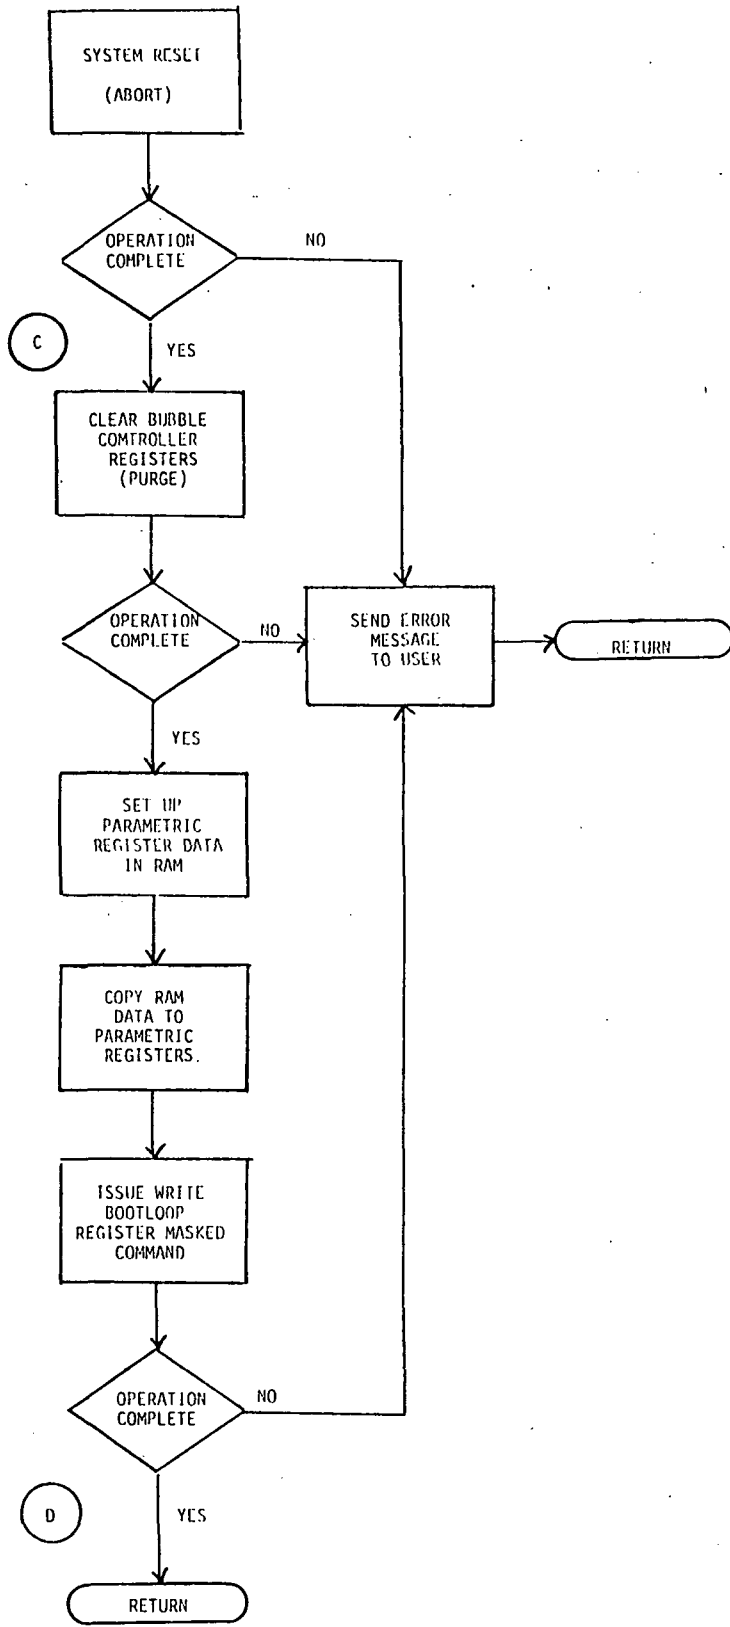 SYSTEM RESET
(ABORT)
OPERATION
COMPLETE
NO
C
YES
CLEAR BUBBLE
COMTROLLER
REGISTERS
(PURGE)
OPERATION
COMPLETE
NO
SEND ERROR
MESSAGE
TO USER
RETURN
YES
SET UP
PARAMETRIC
REGISTER DATA
IN RAM
COPY RAM
DATA TO
PARAMETRIC
REGISTERS.
ISSUE WRITE
BOOTLOOP
REGISTER MASKED
COMMAND
OPERATION
COMPLETE
NO
D
YES
RETURN